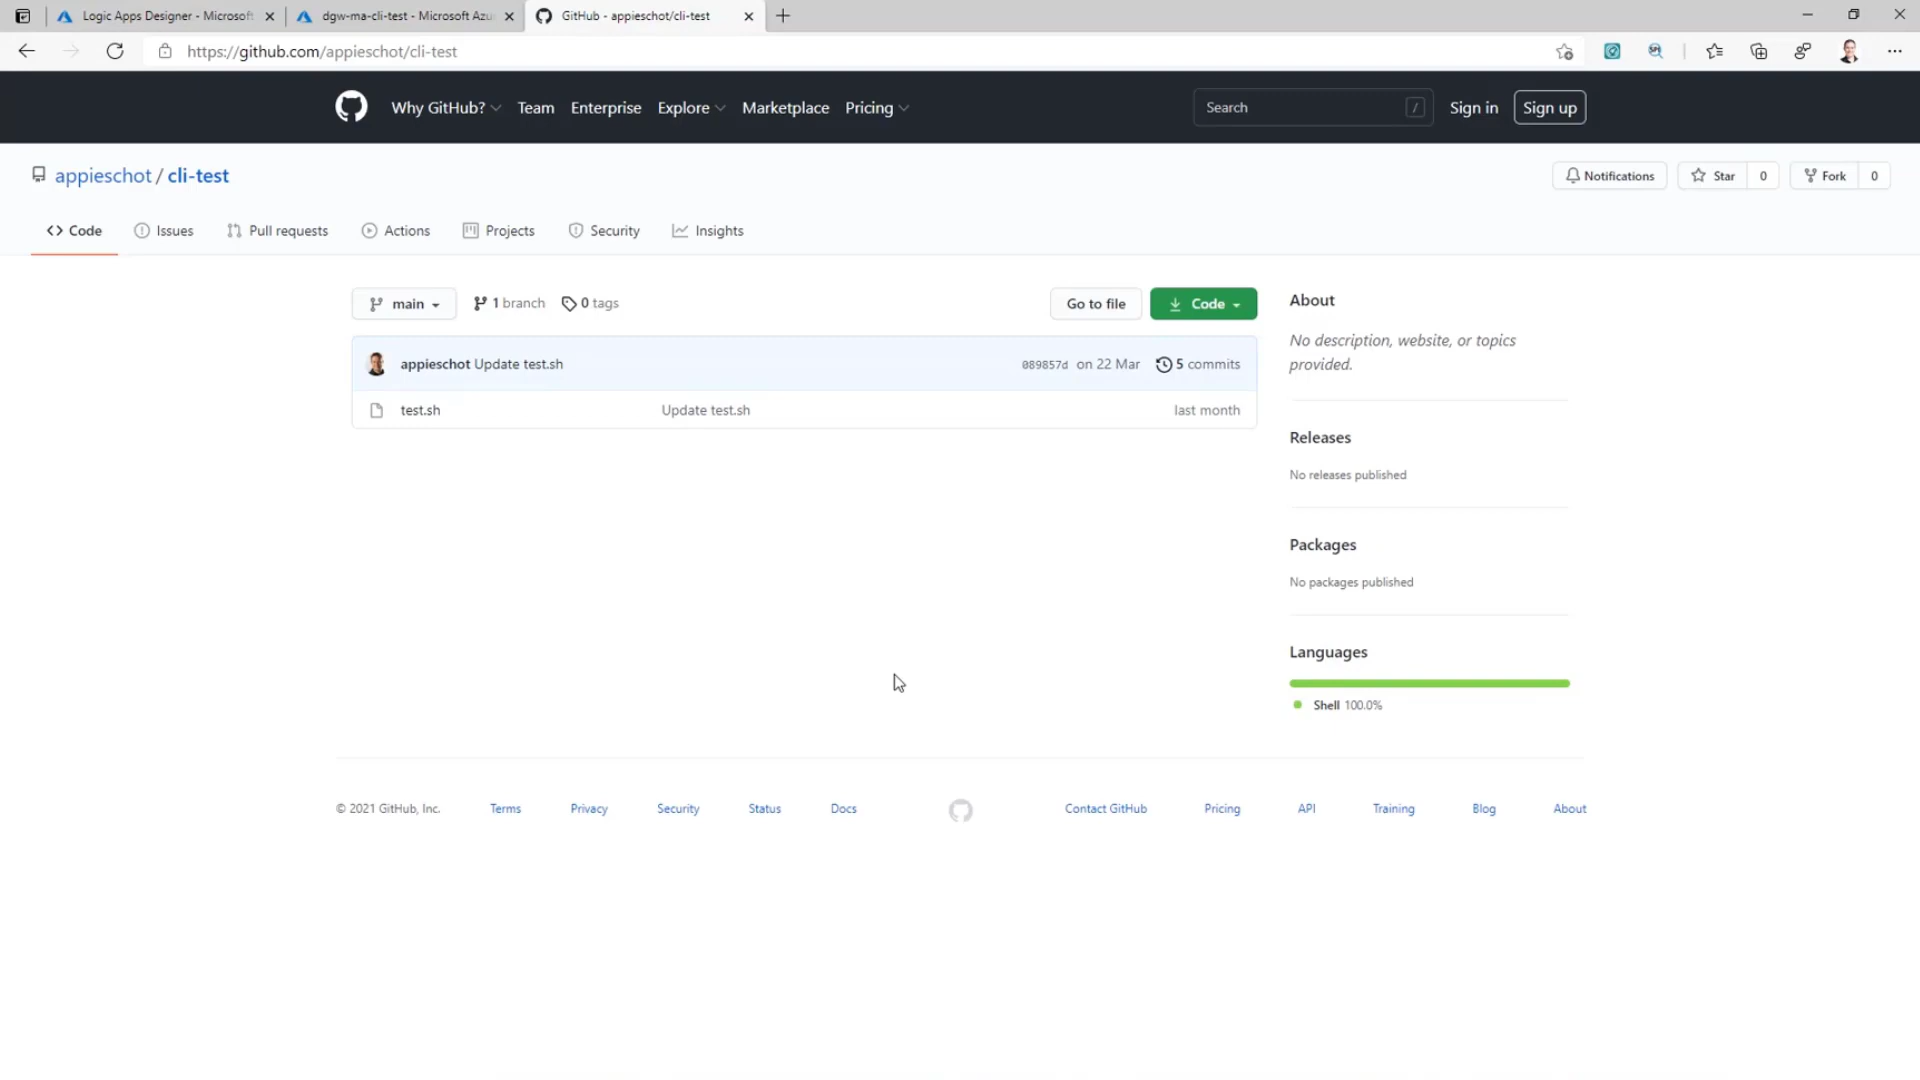 Logic Apps Designer - Microsoft
dgw-ma-cli-test - Microsoft Azu
GitHub - appieschot/cli-test
https://github.com/appieschot/cli-test
Why GitHub? Team Enterprise Explore Marketplace Pricing
Search /
Sign in
Sign up
appieschot / cli-test
Notifications
Star 0
Fork 0
Code Issues Pull requests Actions Projects Security Insights
main
1 branch
0 tags
Go to file
Code
appieschot Update test.sh
089857d on 22 Mar
5 commits
test.sh Update test.sh last month
About
No description, website, or topics
provided.
Releases
No releases published
Packages
No packages published
Languages
Shell 100.0%
© 2021 GitHub, Inc. Terms Privacy Security Status Docs Contact GitHub Pricing API Training Blog About